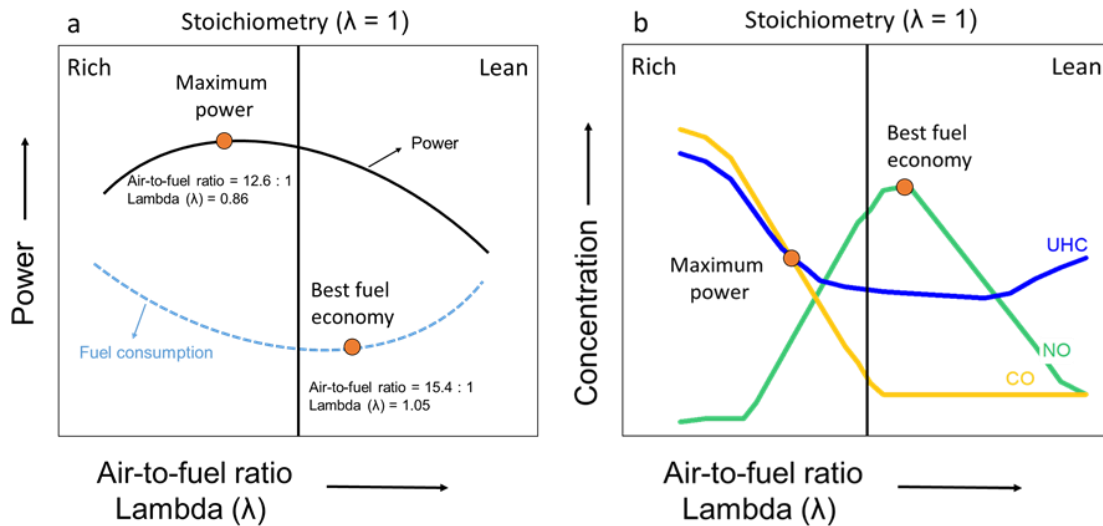 a
Stoichiometry (λ = 1)
Rich
Lean
Maximum
power
Power
Air-to-fuel ratio = 12.6 : 1
Lambda (λ) = 0.86
Best fuel
economy
Fuel consumption
Air-to-fuel ratio = 15.4 : 1
Lambda (λ) = 1.05
Power
Air-to-fuel ratio
Lambda (λ)
b
Stoichiometry (λ = 1)
Rich
Lean
Best fuel
economy
UHC
Maximum
power
NO
CO
Concentration
Air-to-fuel ratio
Lambda (λ)